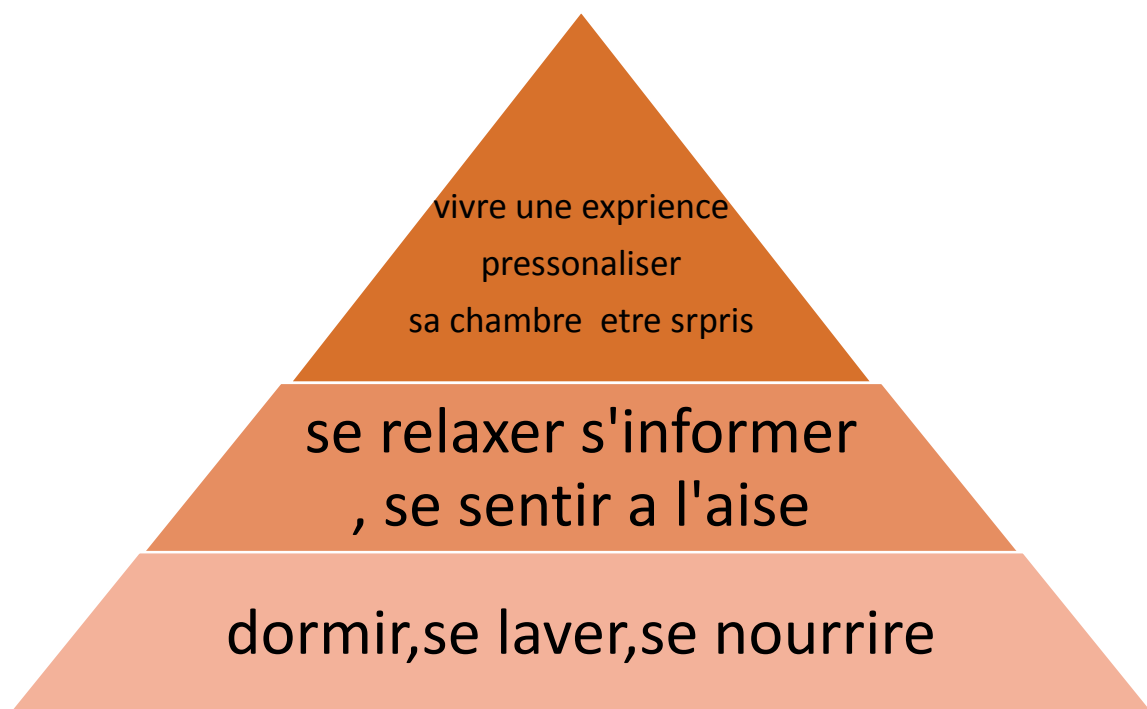 vivre une exprience
pressonaliser
sa chambre  etre srpris
se relaxer s'informer
, se sentir a l'aise
dormir,se laver,se nourrire